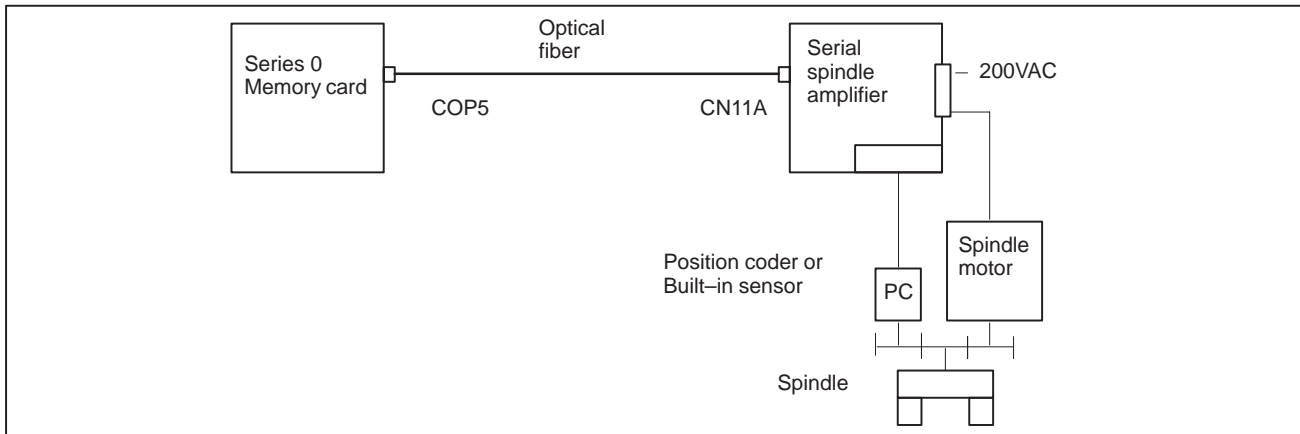 Optical
fiber
Series 0
Memory card
COP5
CN11A
Serial
spindle
amplifier
200VAC
Position coder or
Built–in sensor
PC
Spindle
motor
Spindle